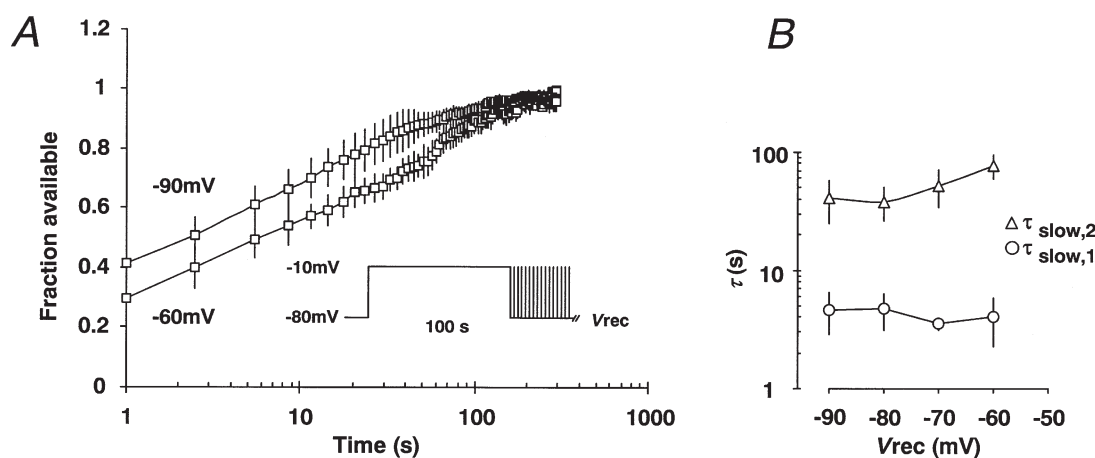 A
B
1.2
1
0.8
0.6
0.4
0.2
0
Fraction available
-90mV
-60mV
-10mV
-80mV
100 s
Vrec
1
10
100
1000
Time (s)
100
10
1
τ (s)
τ slow,2
τ slow,1
-90
-80
-70
-60
-50
Vrec (mV)